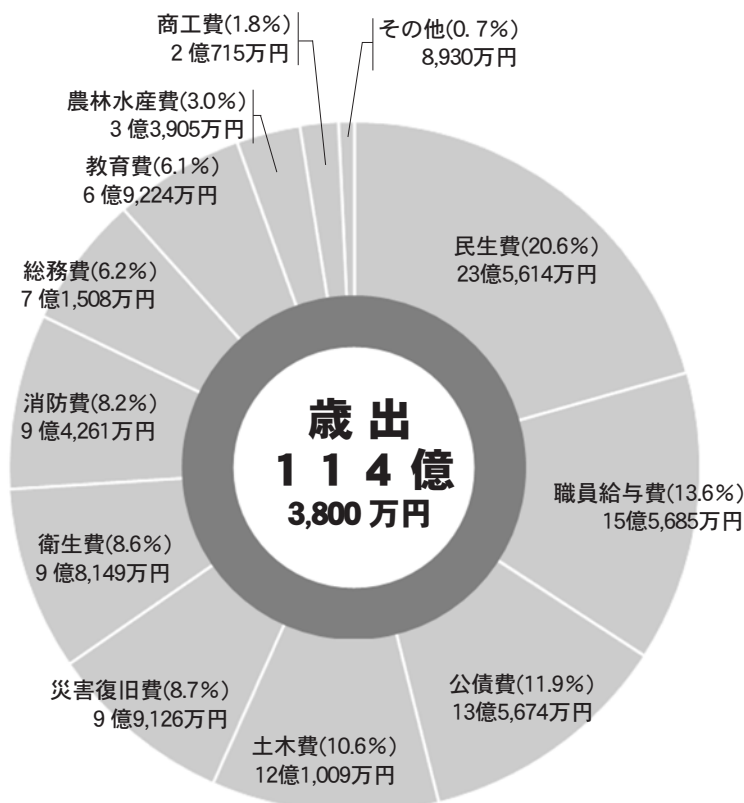 商工費(1.8%)
2億715万円
その他(0.7%)
8,930万円
農林水産費(3.0%)
3億3,905万円
教育費(6.1%)
6億9,224万円
民生費(20.6%)
23億5,614万円
総務費(6.2%)
7億1,508万円
消防費(8.2%)
9億4,261万円
歳出
114億
3,800万円
職員給与費(13.6%)
15億5,685万円
衛生費(8.6%)
9億8,149万円
災害復旧費(8.7%)
9億9,126万円
公債費(11.9%)
13億5,674万円
土木費(10.6%)
12億1,009万円